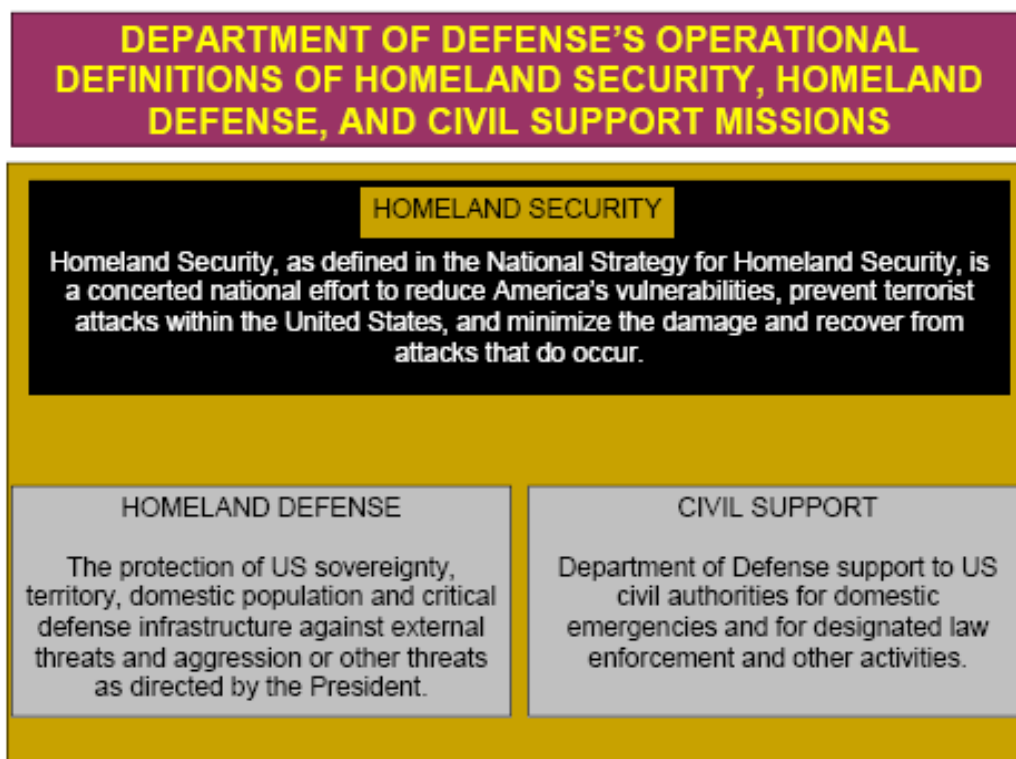 DEPARTMENT OF DEFENSE'S OPERATIONAL
DEFINITIONS OF HOMELAND SECURITY, HOMELAND
DEFENSE, AND CIVIL SUPPORT MISSIONS
HOMELAND SECURITY
Homeland Security, as defined in the National Strategy for Homeland Security, is
a concerted national effort to reduce America's vulnerabilities, prevent terrorist
attacks within the United States, and minimize the damage and recover from
attacks that do occur.
HOMELAND DEFENSE
The protection of US sovereignty,
territory, domestic population and critical
defense infrastructure against external
threats and aggression or other threats
as directed by the President.
CIVIL SUPPORT
Department of Defense support to US
civil authorities for domestic
emergencies and for designated law
enforcement and other activities.